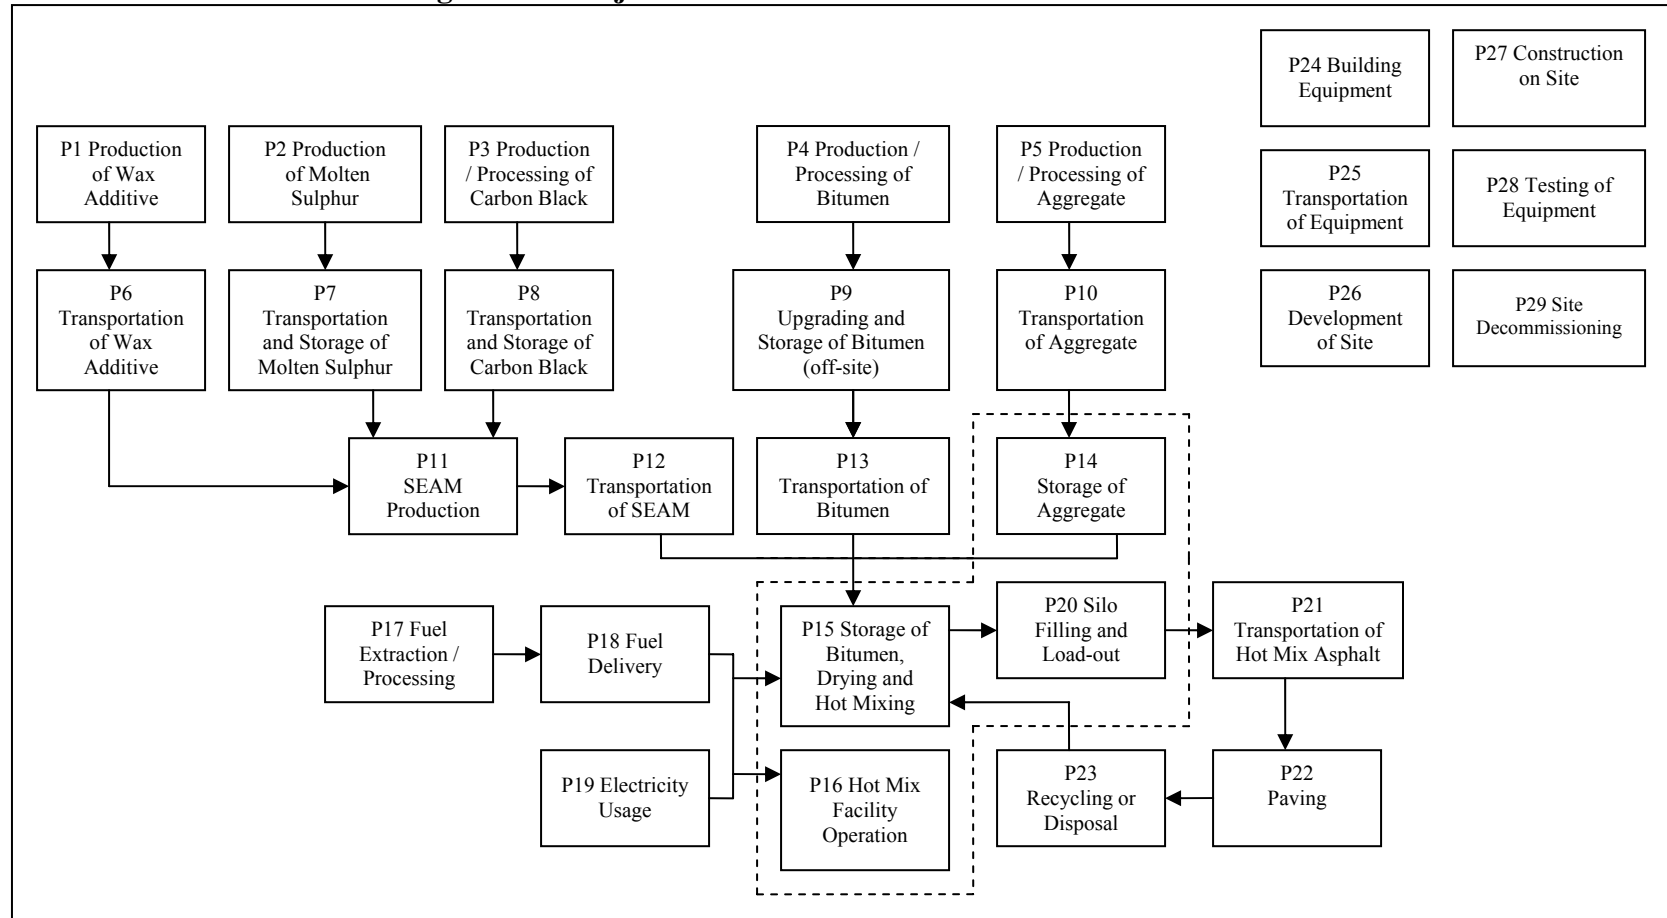 P24 Building
Equipment
P27 Construction
on Site
P1 Production
of Wax
Additive
P2 Production
of Molten
Sulphur
P3 Production
/ Processing of
Carbon Black
P4 Production /
Processing of
Bitumen
P5 Production
/ Processing of
Aggregate
P25
Transportation
of Equipment
P28 Testing of
Equipment
P6
Transportation
of Wax
Additive
P7
Transportation
and Storage of
Molten Sulphur
P8
Transportation
and Storage of
Carbon Black
P9
Upgrading and
Storage of Bitumen
(off-site)
P10
Transportation
of Aggregate
P26
Development
of Site
P29 Site
Decommissioning
P11
SEAM
Production
P12
Transportation
of SEAM
P13
Transportation of
Bitumen
P14
Storage of
Aggregate
P17 Fuel
Extraction /
Processing
P18 Fuel
Delivery
P15 Storage of
Bitumen,
Drying and
Hot Mixing
P20 Silo
Filling and
Load-out
P21
Transportation of
Hot Mix Asphalt
P19 Electricity
Usage
P16 Hot Mix
Facility
Operation
P23
Recycling or
Disposal
P22
Paving